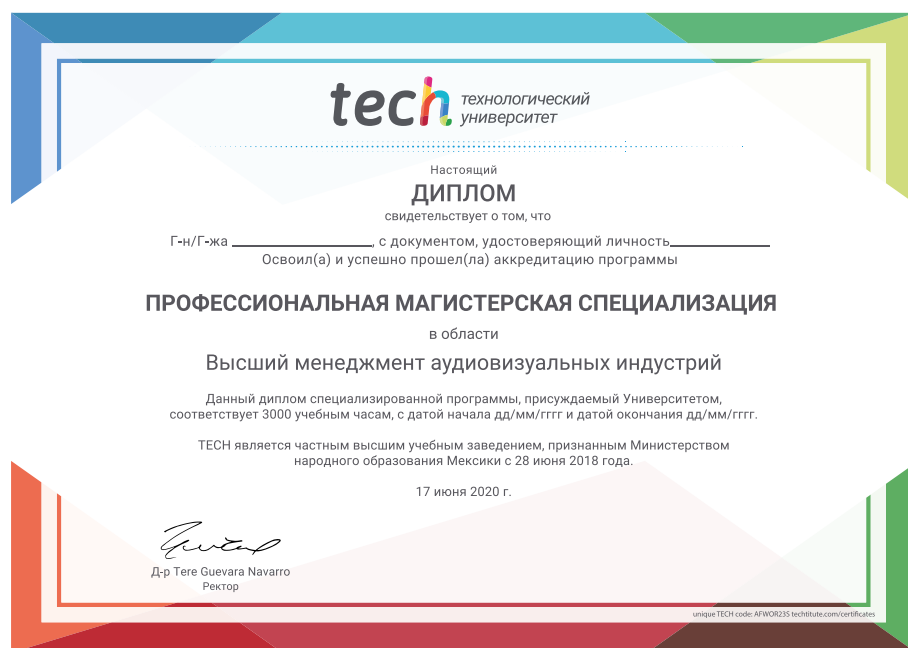 tech технологический
университет
Настоящий
ДИПЛОМ
свидетельствует о том, что
Г-н/Г-жа ________________, с документом, удостоверяющий личность____________
Освоил(а) и успешно прошел(ла) аккредитацию программы
ПРОФЕССИОНАЛЬНАЯ МАГИСТЕРСКАЯ СПЕЦИАЛИЗАЦИЯ
в области
Высший менеджмент аудиовизуальных индустрий
Данный диплом специализированной программы, присуждаемый Университетом,
соответствует 3000 учебным часам, с датой начала дд/мм/гггг и датой окончания дд/мм/гггг.
TECH является частным высшим учебным заведением, признанным Министерством
народного образования Мексики с 28 июня 2018 года.
17 июня 2020 г.
Д-р Tere Guevara Navarro
Ректор
unique TECH code: AFWOR23S techtitute.com/certificates